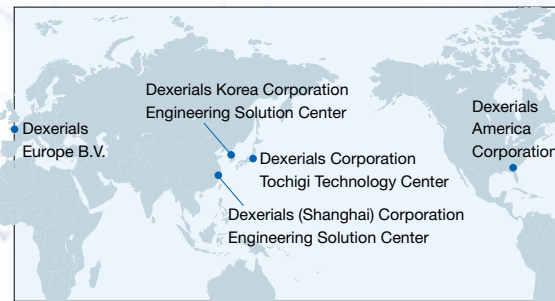 Dexerials Korea Corporation
Engineering Solution Center
Dexerials
Europe B.V.
Dexerials
America
Corporation
Dexerials Corporation
Tochigi Technology Center
Dexerials (Shanghai) Corporation
Engineering Solution Center